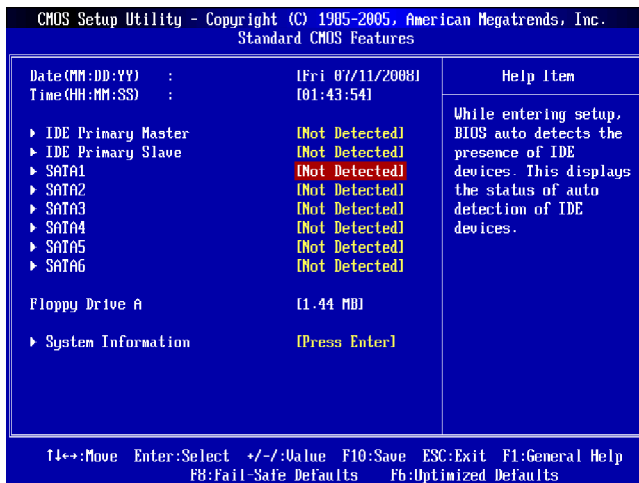 CMOS Setup Utility - Copyright (C) 1985-2005, American Megatrends, Inc.
Standard CMOS Features
Date(MM:DD:YY) : [Fri 07/11/2008]
Time(HH:MM:SS) : [01:43:54]
▶ IDE Primary Master [Not Detected]
▶ IDE Primary Slave [Not Detected]
▶ SATA1 [Not Detected]
▶ SATA2 [Not Detected]
▶ SATA3 [Not Detected]
▶ SATA4 [Not Detected]
▶ SATA5 [Not Detected]
▶ SATA6 [Not Detected]
Floppy Drive A [1.44 MB]
▶ System Information [Press Enter]
Help Item
While entering setup,
BIOS auto detects the
presence of IDE
devices. This displays
the status of auto
detection of IDE
devices.
↑↓←→:Move Enter:Select +/-/:Value F10:Save ESC:Exit F1:General Help
F8:Fail-Safe Defaults F6:Optimized Defaults